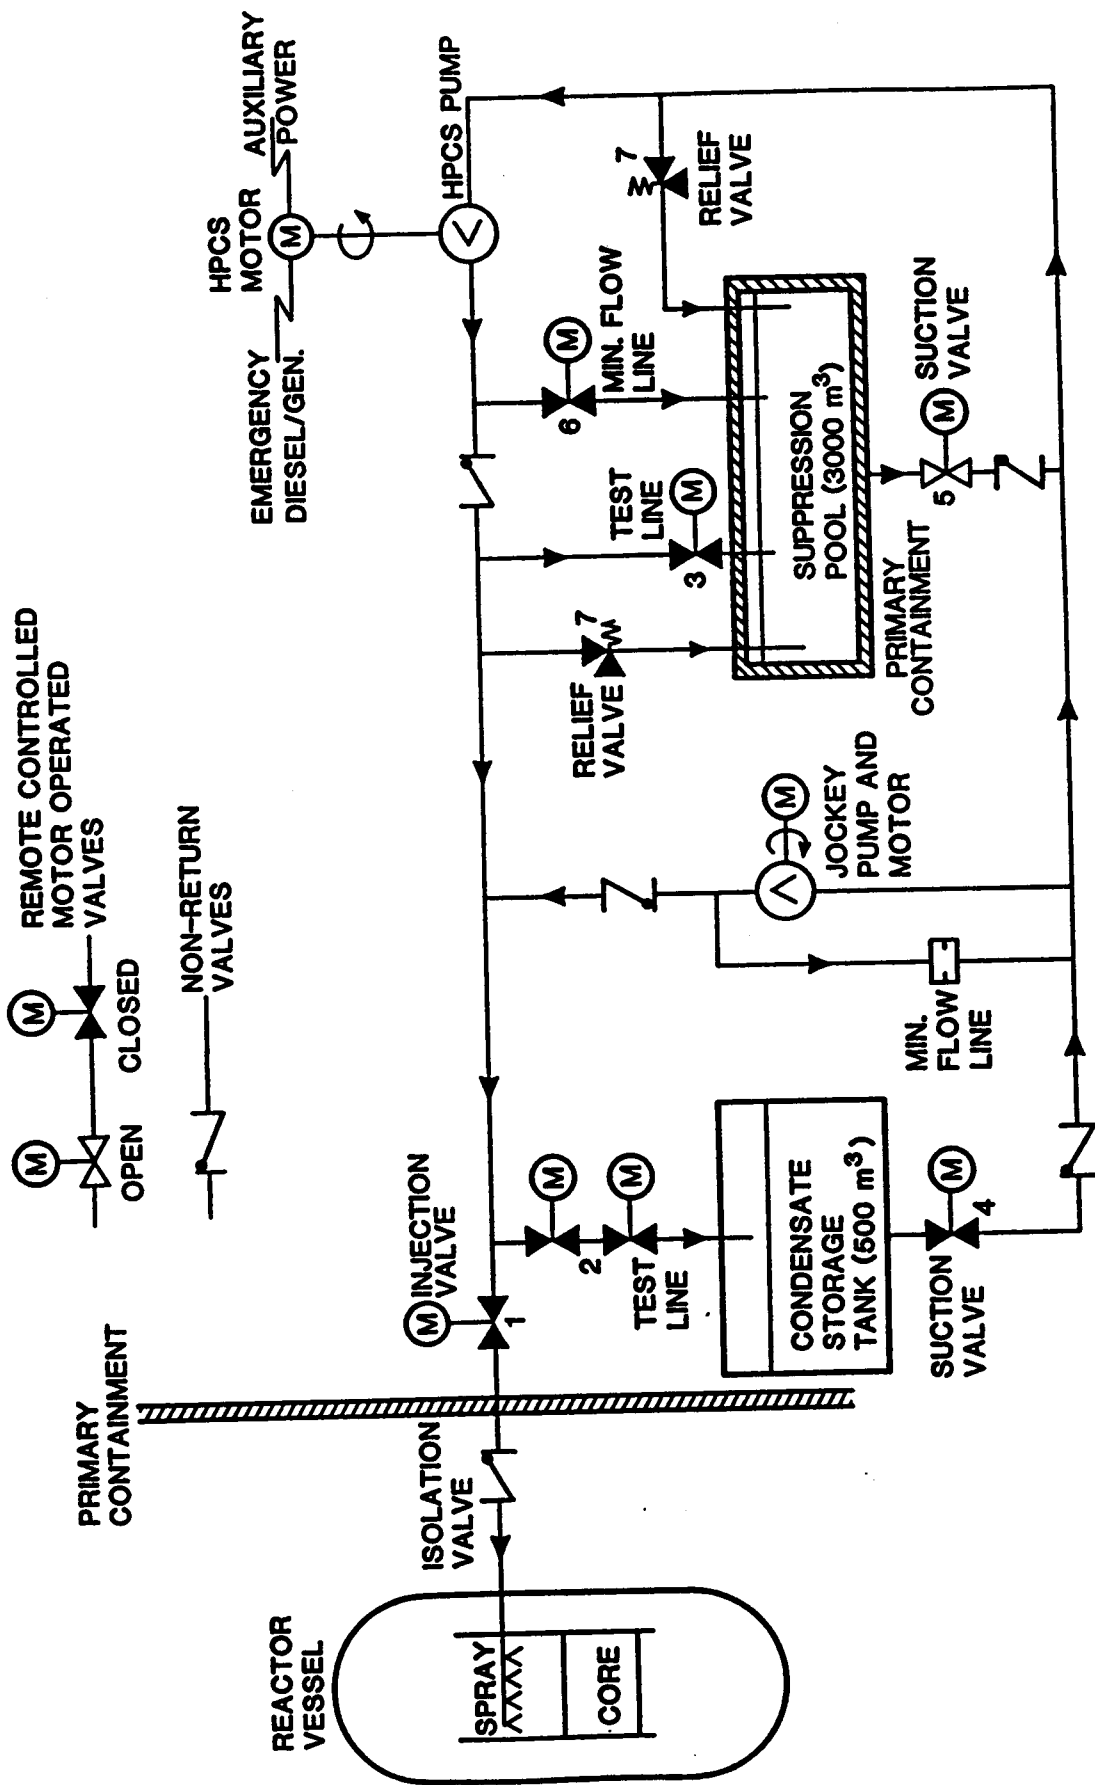 REMOTE CONTROLLED
MOTOR OPERATED
VALVES
M
M
OPEN
CLOSED
NON-RETURN
VALVES
PRIMARY
CONTAINMENT
REACTOR
VESSEL
SPRAY
CORE
ISOLATION
VALVE
M
INJECTION
VALVE
1
M
2
M
TEST
LINE
CONDENSATE
STORAGE
TANK (500 m³)
SUCTION
VALVE
M
4
MIN.
FLOW
LINE
M
JOCKEY
PUMP AND
MOTOR
RELIEF
VALVE
7
TEST
LINE
M
3
M
6
MIN. FLOW
LINE
SUPPRESSION
POOL (3000 m³)
PRIMARY
CONTAINMENT
5
M
SUCTION
VALVE
7
RELIEF
VALVE
EMERGENCY
DIESEL/GEN.
HPCS
MOTOR
M
AUXILIARY
POWER
HPCS PUMP